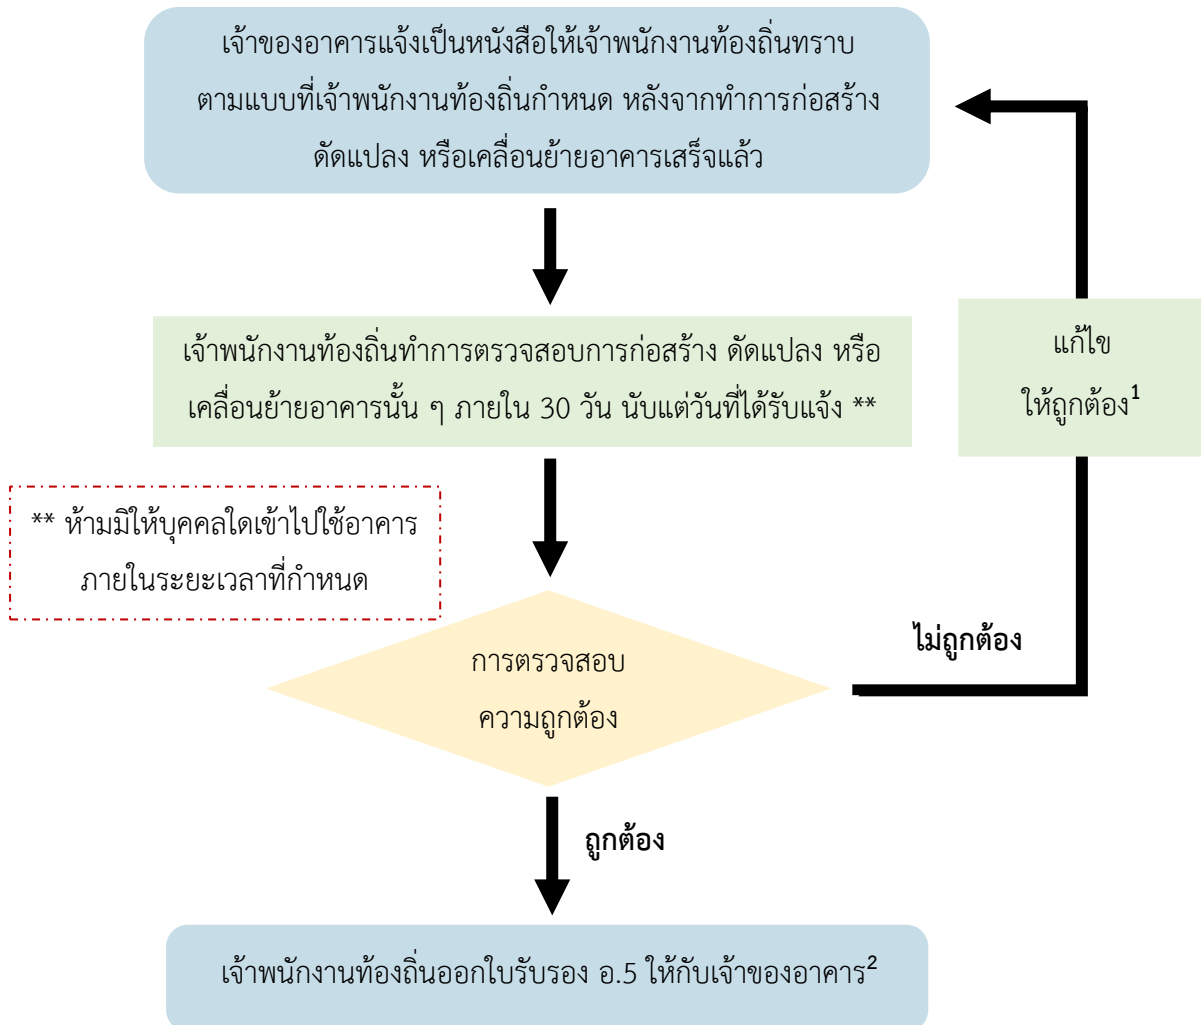 เจ้าของอาคารแจ้งเป็นหนังสือให้เจ้าพนักงานท้องถิ่นทราบ
ตามแบบที่เจ้าพนักงานท้องถิ่นกำหนด หลังจากทำการก่อสร้าง
ดัดแปลง หรือเคลื่อนย้ายอาคารเสร็จแล้ว
เจ้าพนักงานท้องถิ่นทำการตรวจสอบการก่อสร้าง ดัดแปลง หรือ
เคลื่อนย้ายอาคารนั้น ๆ ภายใน 30 วัน นับแต่วันที่ได้รับแจ้ง **
แก้ไข
ให้ถูกต้อง¹
** ห้ามมิให้บุคคลใดเข้าไปใช้อาคาร
ภายในระยะเวลาที่กำหนด
การตรวจสอบ
ความถูกต้อง
ไม่ถูกต้อง
ถูกต้อง
เจ้าพนักงานท้องถิ่นออกใบรับรอง อ.5 ให้กับเจ้าของอาคาร²